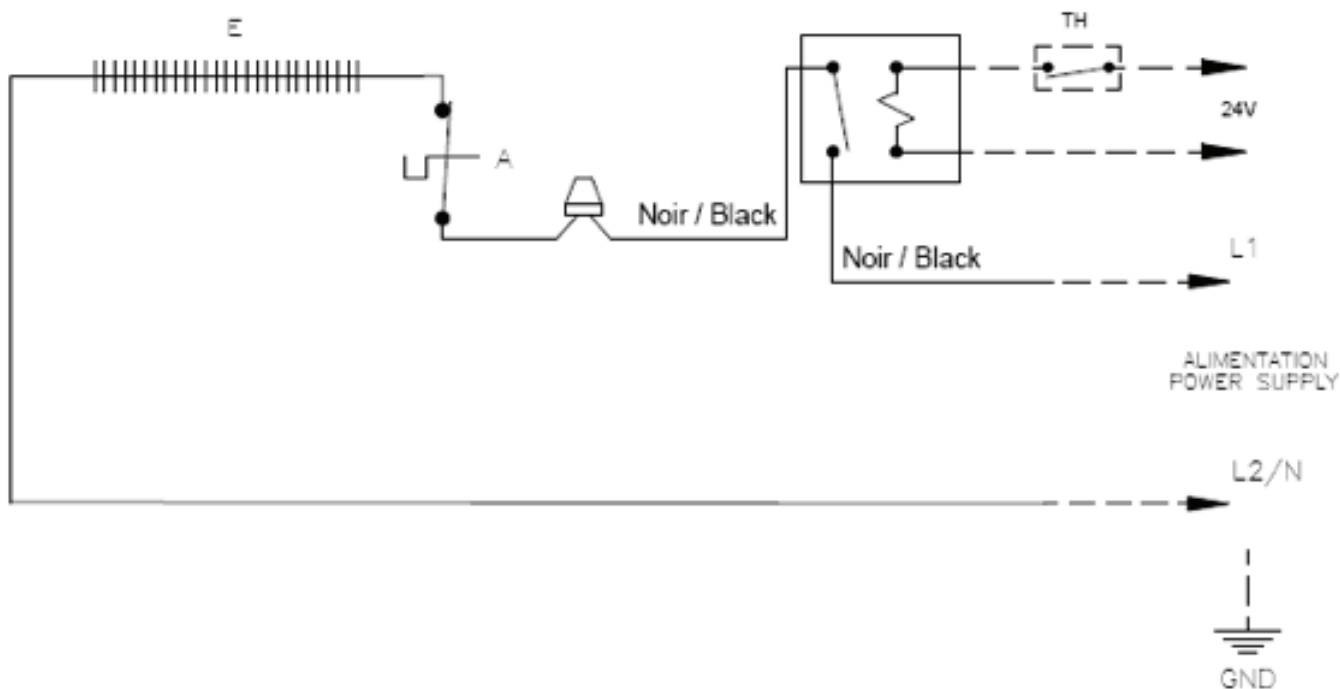 E
TH
24V
A
Noir / Black
Noir / Black
L1
ALIMENTATION
POWER SUPPLY
L2/N
GND